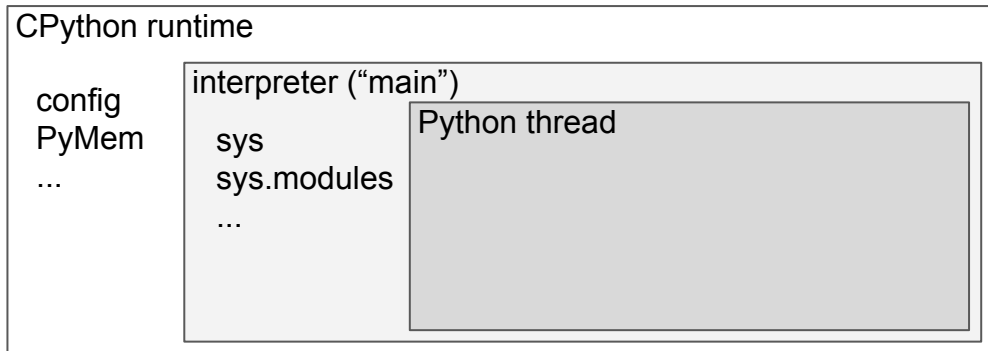 CPython runtime
config
PyMem
...
interpreter (“main”)
sys
sys.modules
...
Python thread